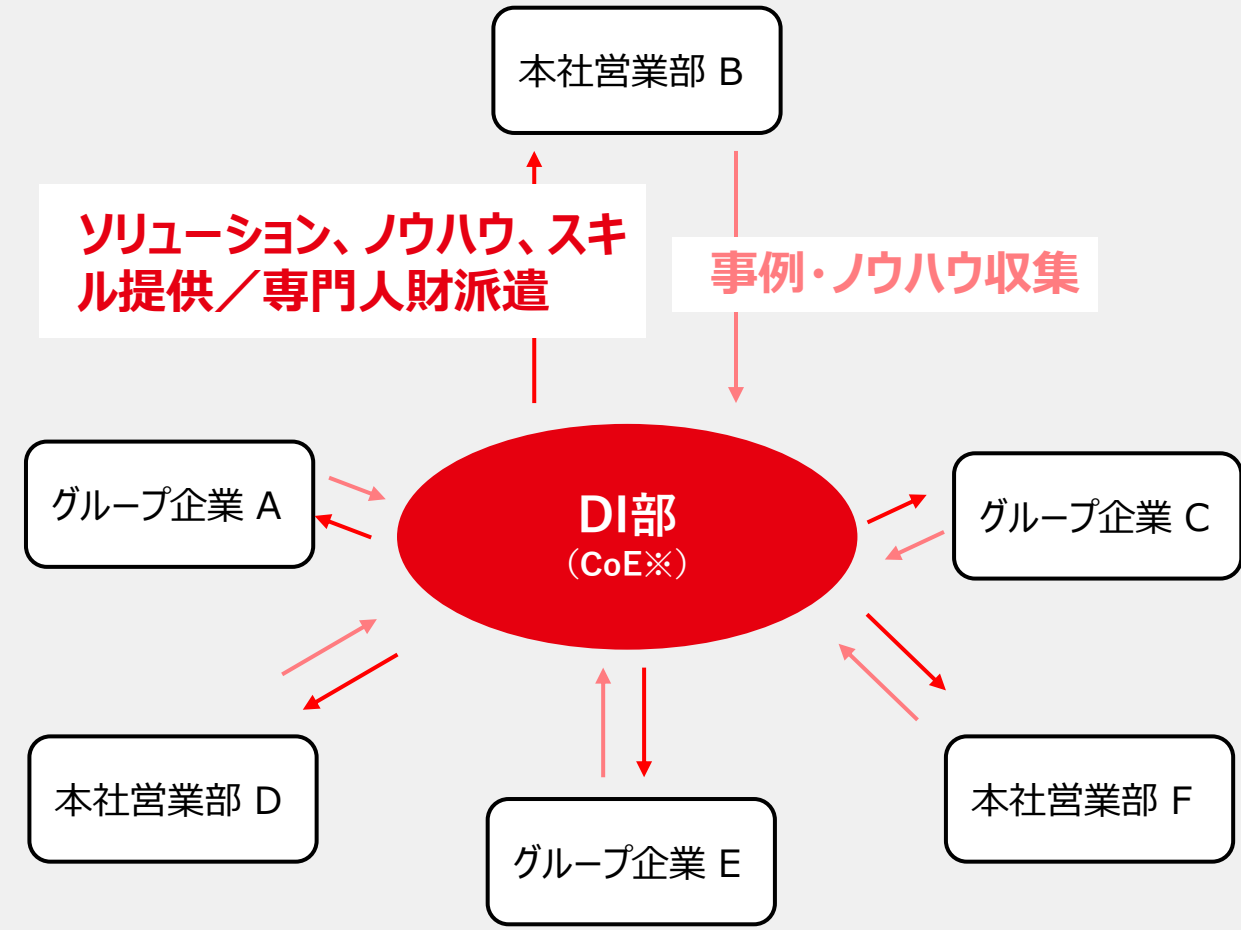 本社営業部 B
ソリューション、ノウハウ、スキ
ル提供／専門人財派遣
事例・ノウハウ収集
グループ企業 A
DI部
（CoE※）
グループ企業 C
本社営業部 D
グループ企業 E
本社営業部 F